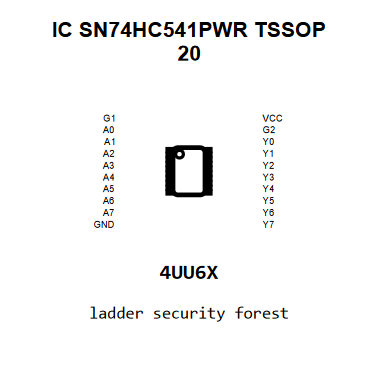 IC SN74HC541PWR TSSOP
20
G1 VCC
A0 G2
A1 Y0
A2 Y1
A3 Y2
A4 Y3
A5 Y4
A6 Y5
A7 Y6
GND Y7
4UU6X
ladder security forest